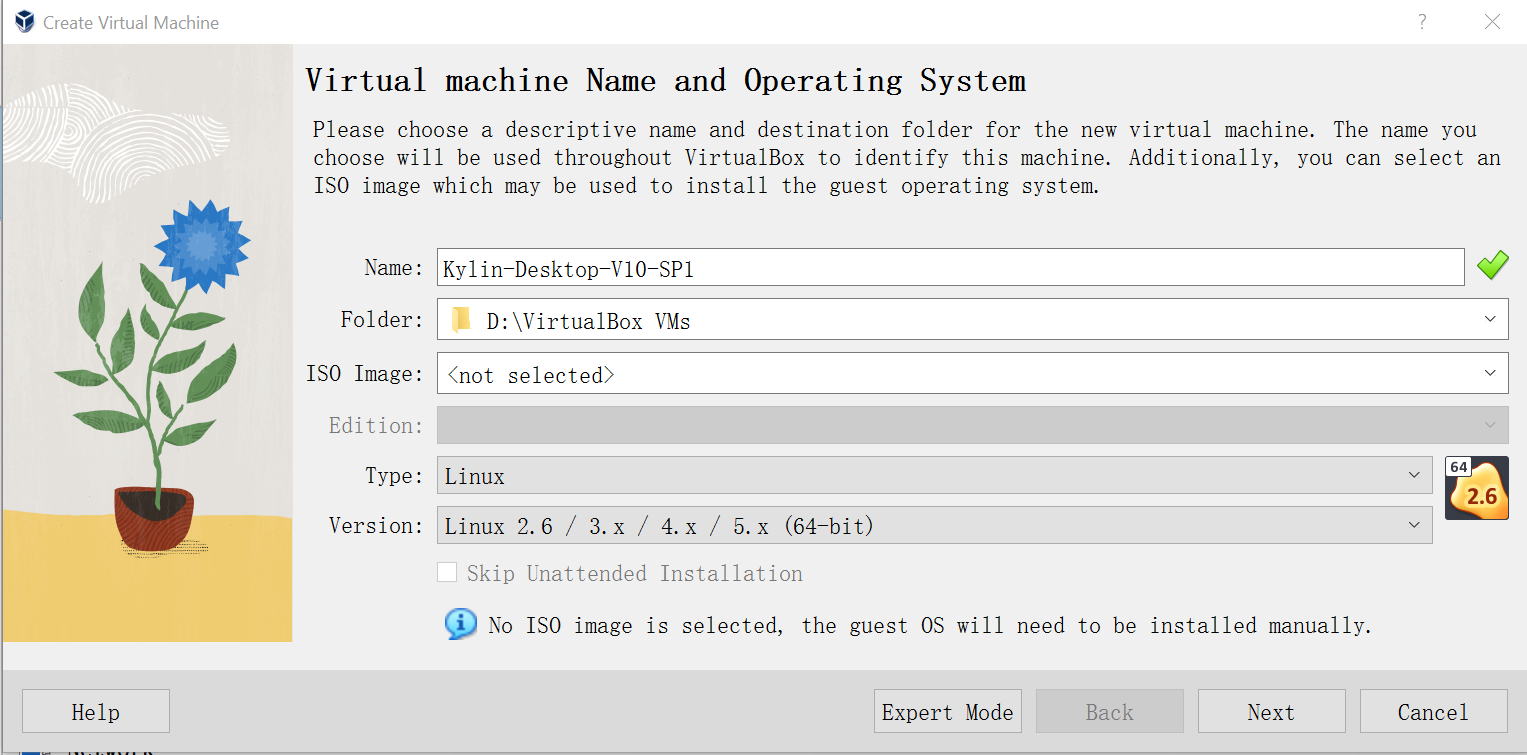 Create Virtual Machine
?
Virtual machine Name and Operating System
Please choose a descriptive name and destination folder for the new virtual machine. The name you
choose will be used throughout VirtualBox to identify this machine. Additionally, you can select an
ISO image which may be used to install the guest operating system.
Name: Kylin-Desktop-V10-SP1
Folder: D:\VirtualBox VMs
ISO Image: <not selected>
Edition:
Type: Linux
64
2.6
Version: Linux 2.6 / 3.x / 4.x / 5.x (64-bit)
Skip Unattended Installation
No ISO image is selected, the guest OS will need to be installed manually.
Help Expert Mode Back Next Cancel